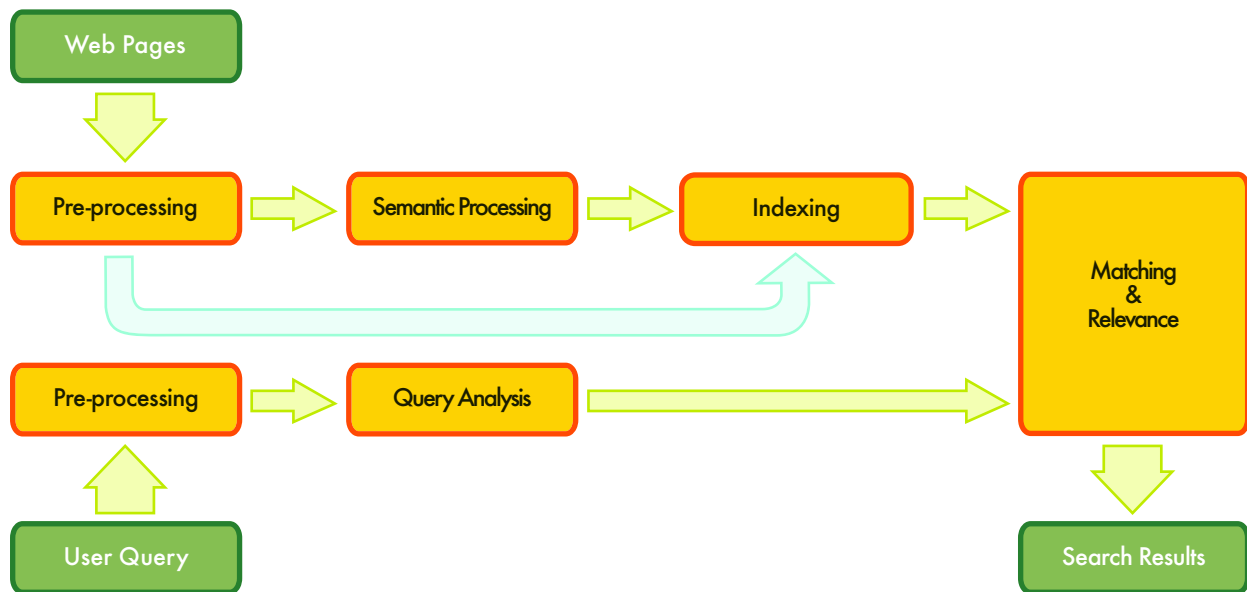 Web Pages
Pre-processing
Semantic Processing
Indexing
Matching
&
Relevance
Pre-processing
Query Analysis
User Query
Search Results